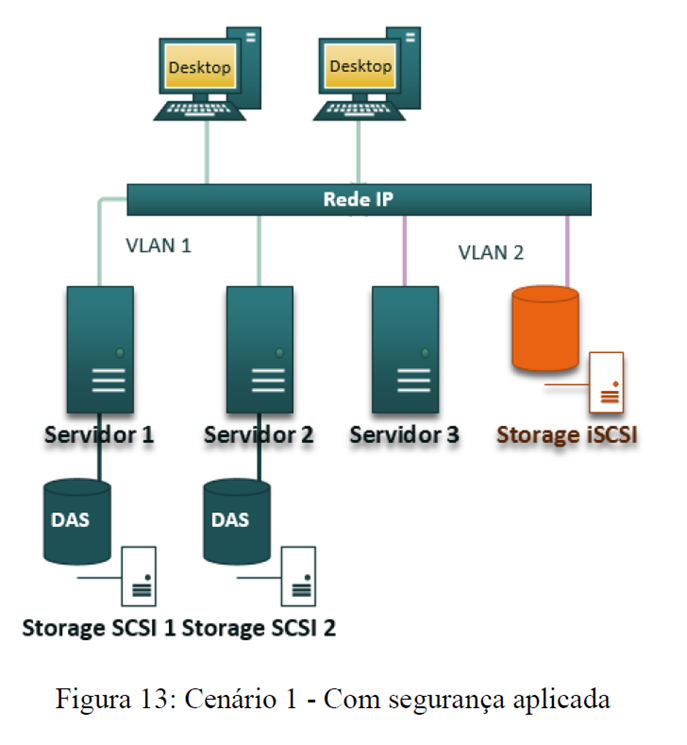 Desktop
Desktop
Rede IP
VLAN 1
VLAN 2
Servidor 1 Servidor 2 Servidor 3 Storage iSCSI
DAS
DAS
Storage SCSI 1 Storage SCSI 2
Figura 13: Cenário 1 - Com segurança aplicada